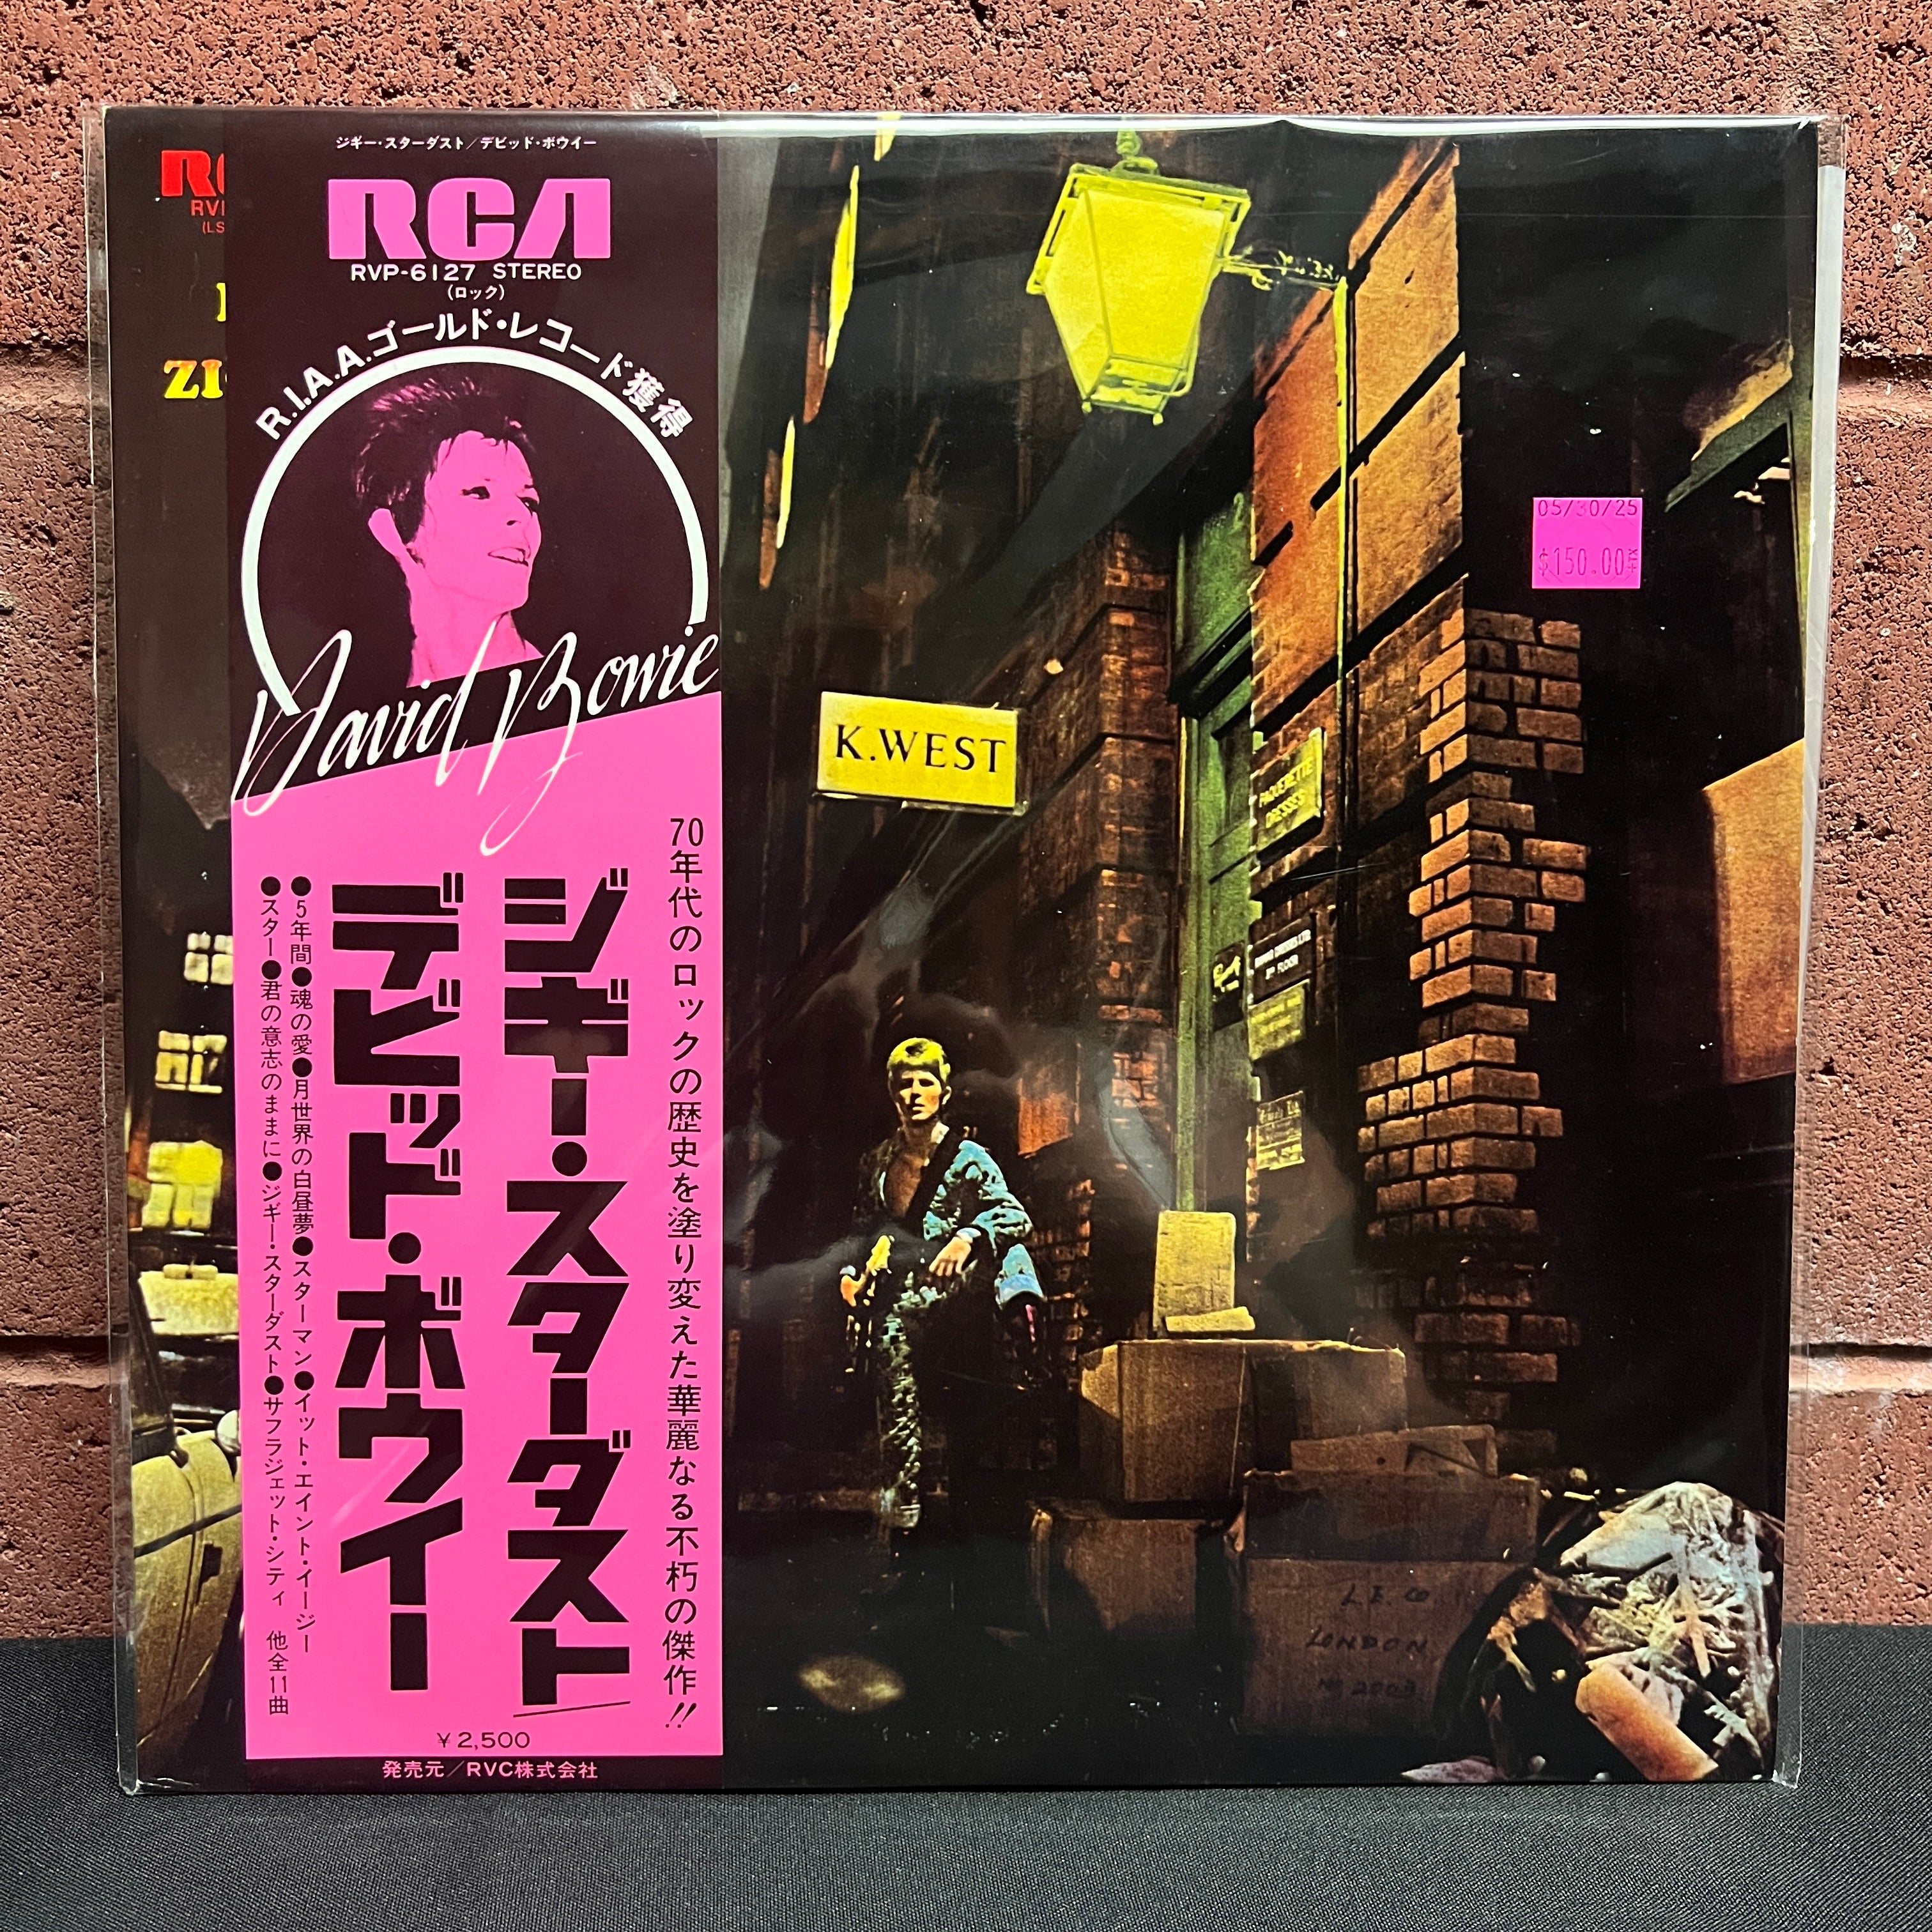 ジギー・スターダスト/デビッド・ボウイー
RCA
RVP-6127 STEREO
(ロック)
R.I.A.A.ゴールド・レコード獲得
David Bowie
70年代のロックの歴史を塗り変えた華麗なる不朽の傑作!!
ジギー・スターダスト
デビッド・ボウイー
●5年間●魂の愛●月世界の白昼夢●スターマン●イット・エイント・イージー
●スター●君の意志のままに●ジギー・スターダスト●サフラジェット・シティ 他全11曲
¥2,500
発売元/RVC株式会社
05/30/25
$150.00
K.WEST
PAQUERETTE
DRESSES
2ND FLOOR
LONDON